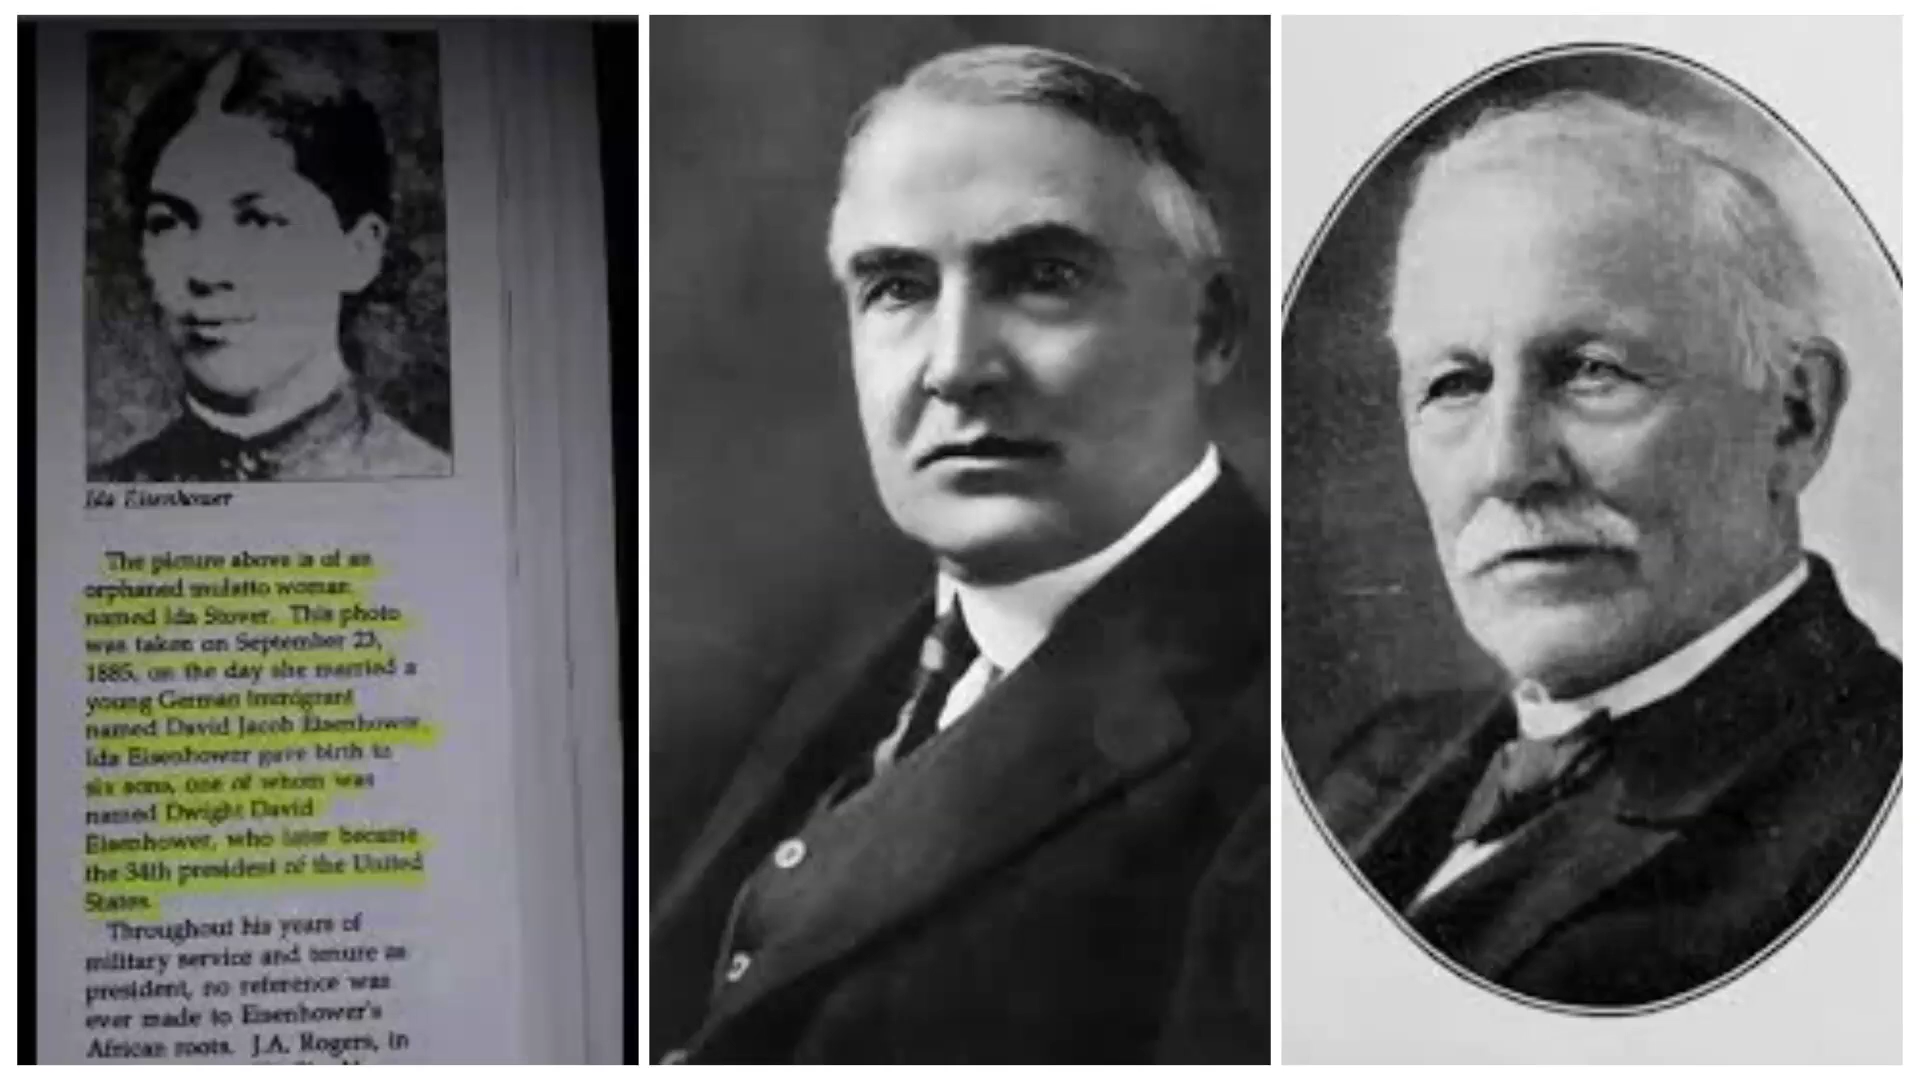 Ida Eisenhower
The picture above is of an
orphaned mulatto woman
named Ida Stover. This photo
was taken on September 23,
1885, on the day she married a
young German immigrant
named David Jacob Eisenhower.
Ida Eisenhower gave birth to
six sons, one of whom was
named Dwight David
Eisenhower, who later became
the 34th president of the United
States.
Throughout his years of
military service and tenure as
president, no reference was
ever made to Eisenhower's
African roots. J.A. Rogers, in